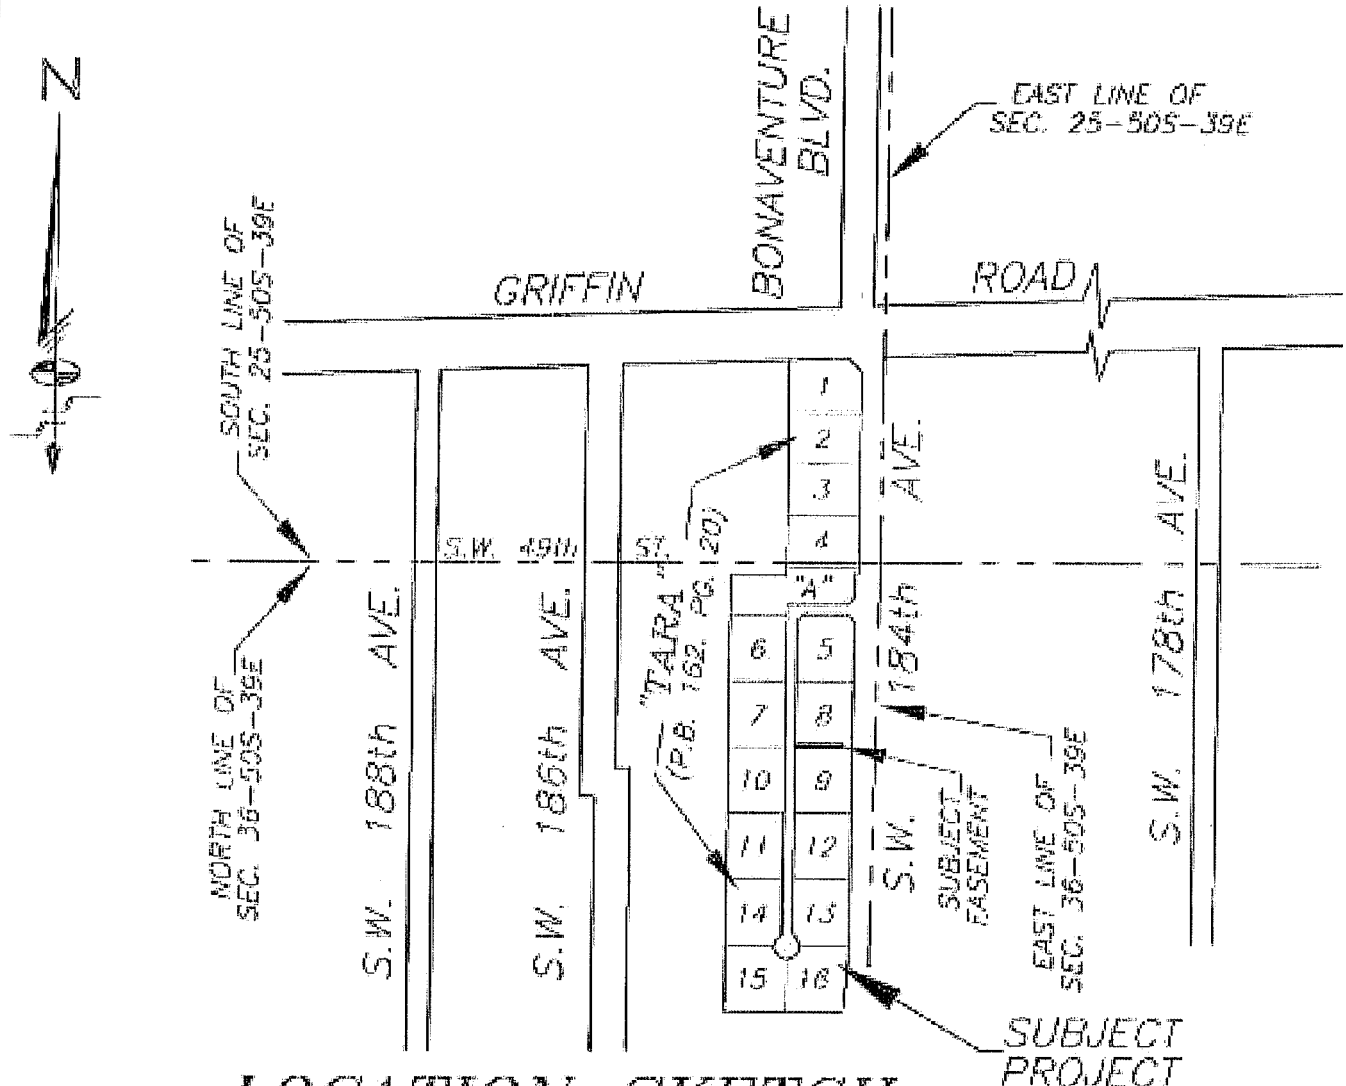 N
BONAVENTURE
BLVD.
EAST LINE OF
SEC. 25-50S-39E
SOUTH LINE OF
SEC. 25-50S-39E
GRIFFIN
ROAD
1
2
3
4
"A"
S.W. 49th ST.
"TARA"
(P.B. 162, PG. 20)
6
5
7
8
10
9
11
12
14
13
15
16
NORTH LINE OF
SEC. 36-50S-39E
S.W. 188th AVE.
S.W. 186th AVE.
S.W. 184th AVE.
S.W. 178th AVE.
SUBJECT
EASEMENT
EAST LINE OF
SEC. 36-50S-39E
SUBJECT
PROJECT
LOCATION SKETCH